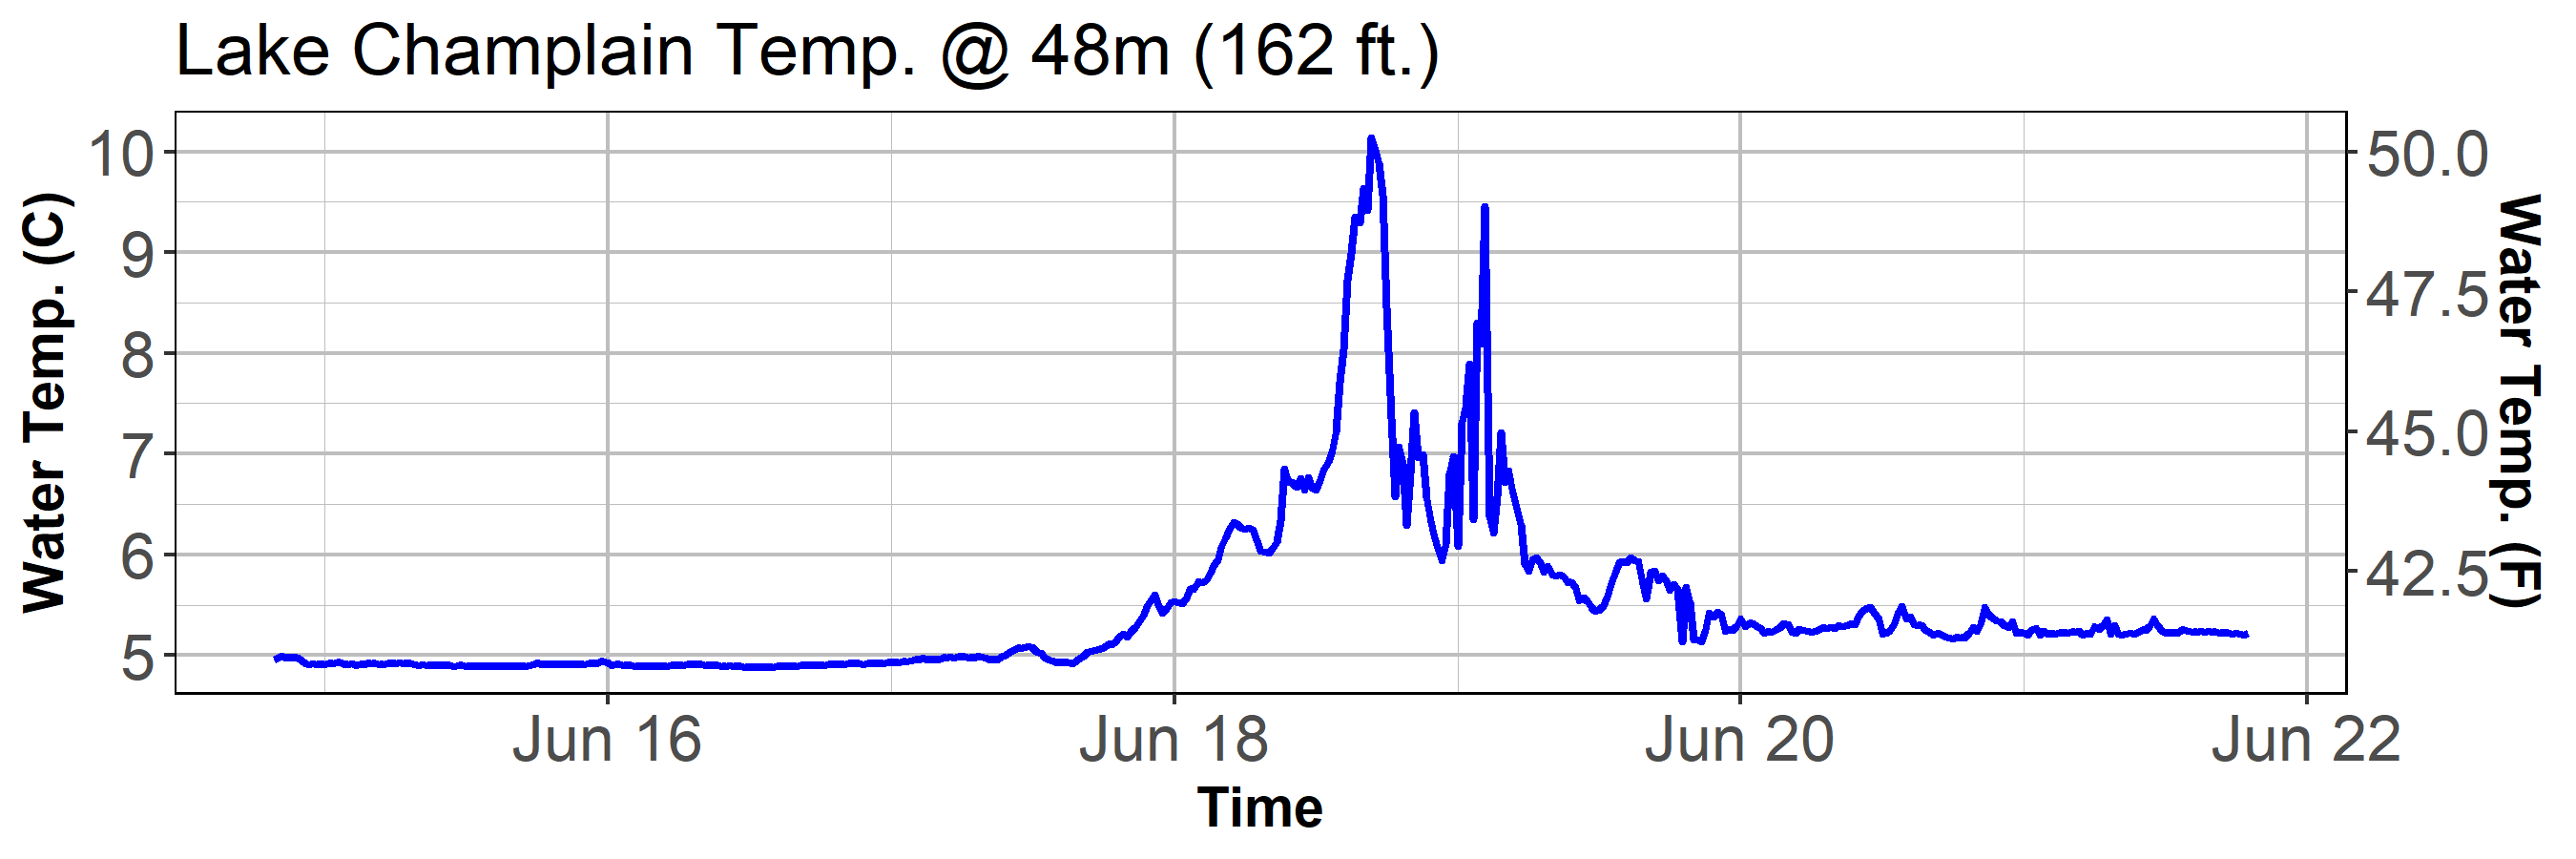 Lake Champlain Temp. @ 48m (162 ft.)
Water Temp. (C)
10
9
8
7
6
5
50.0
47.5
45.0
42.5
Water Temp. (F)
Jun 16 Jun 18 Jun 20 Jun 22
Time